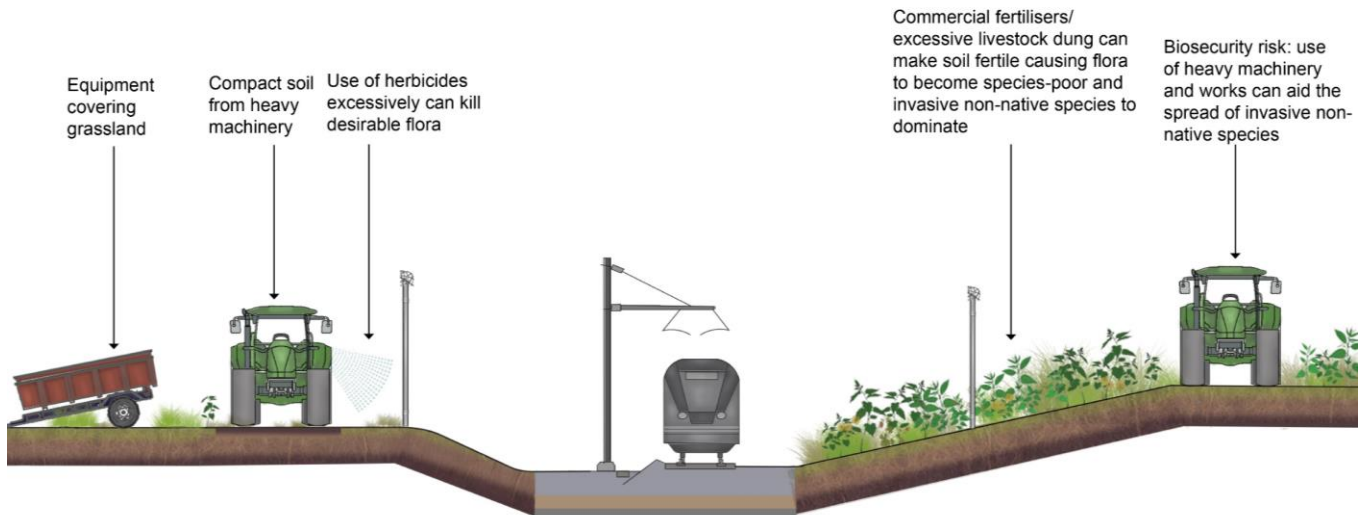 Equipment
covering
grassland
Compact soil
from heavy
machinery
Use of herbicides
excessively can kill
desirable flora
Commercial fertilisers/
excessive livestock dung can
make soil fertile causing flora
to become species-poor and
invasive non-native species to
dominate
Biosecurity risk: use
of heavy machinery
and works can aid the
spread of invasive non-
native species